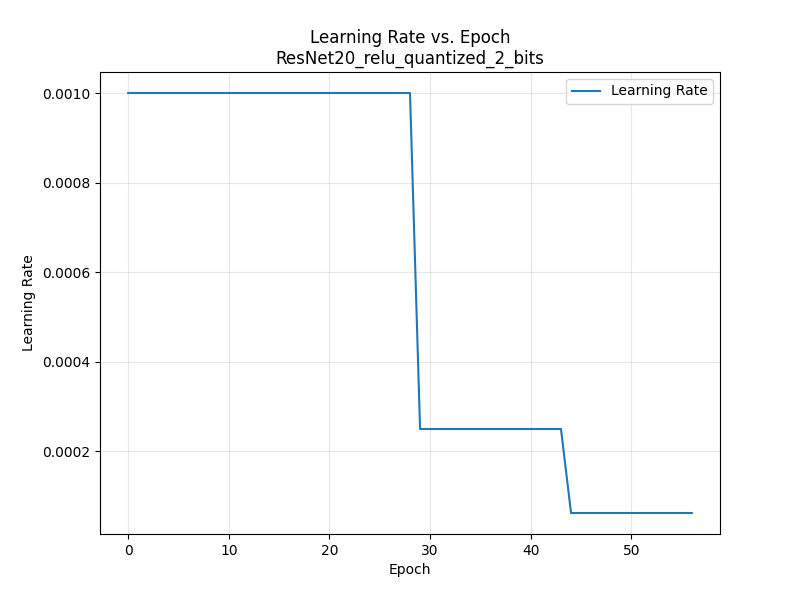 Learning Rate vs. Epoch
ResNet20_relu_quantized_2_bits
Learning Rate
0.0010
0.0008
0.0006
0.0004
0.0002
Learning Rate
0 10 20 30 40 50
Epoch